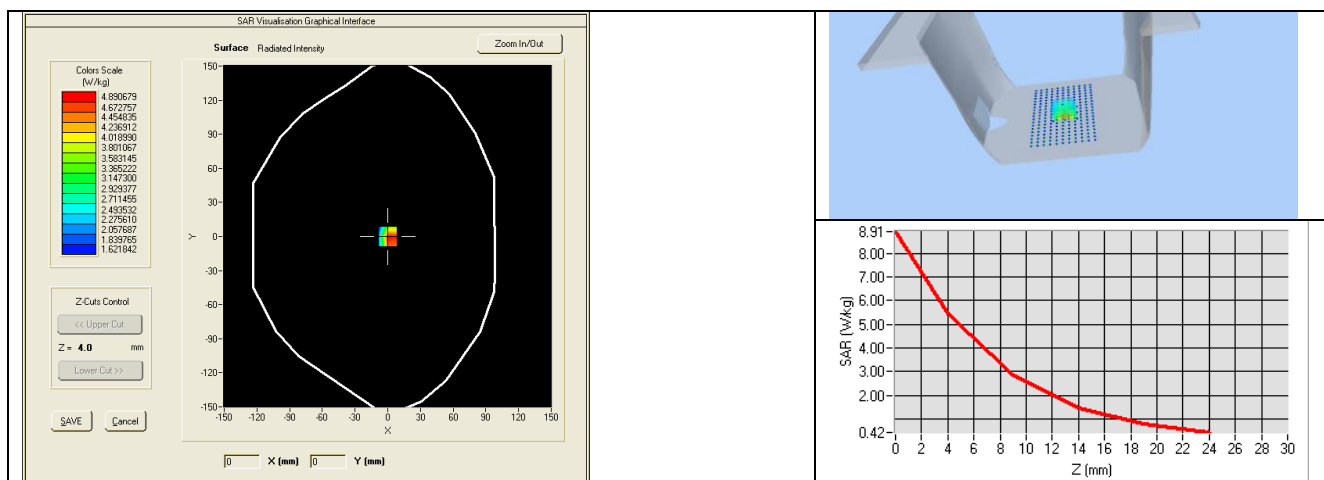 SAR Visualisation Graphical Interface
Surface Radiated Intensity
Zoom In/Out
Colors Scale
(W/kg)
4.890679
4.672757
4.454835
4.236912
4.018990
3.801067
3.583145
3.365222
3.147300
2.929377
2.711455
2.493532
2.275610
2.057687
1.839765
1.621842
Z-Cuts Control
<< Upper Cut
Z = 4.0 mm
Lower Cut >>
SAVE Cancel
150
120
90
60
30
0
-30
-60
-90
-120
-150
Y
-150 -120 -90 -60 -30 0 30 60 90 120 150
X
0 X (mm) 0 Y (mm)
8.91
8.00
6.00
5.00
4.00
3.00
2.00
0.42
SAR (W/kg)
0 2 4 6 8 10 12 14 16 18 20 22 24 26 28 30
Z (mm)